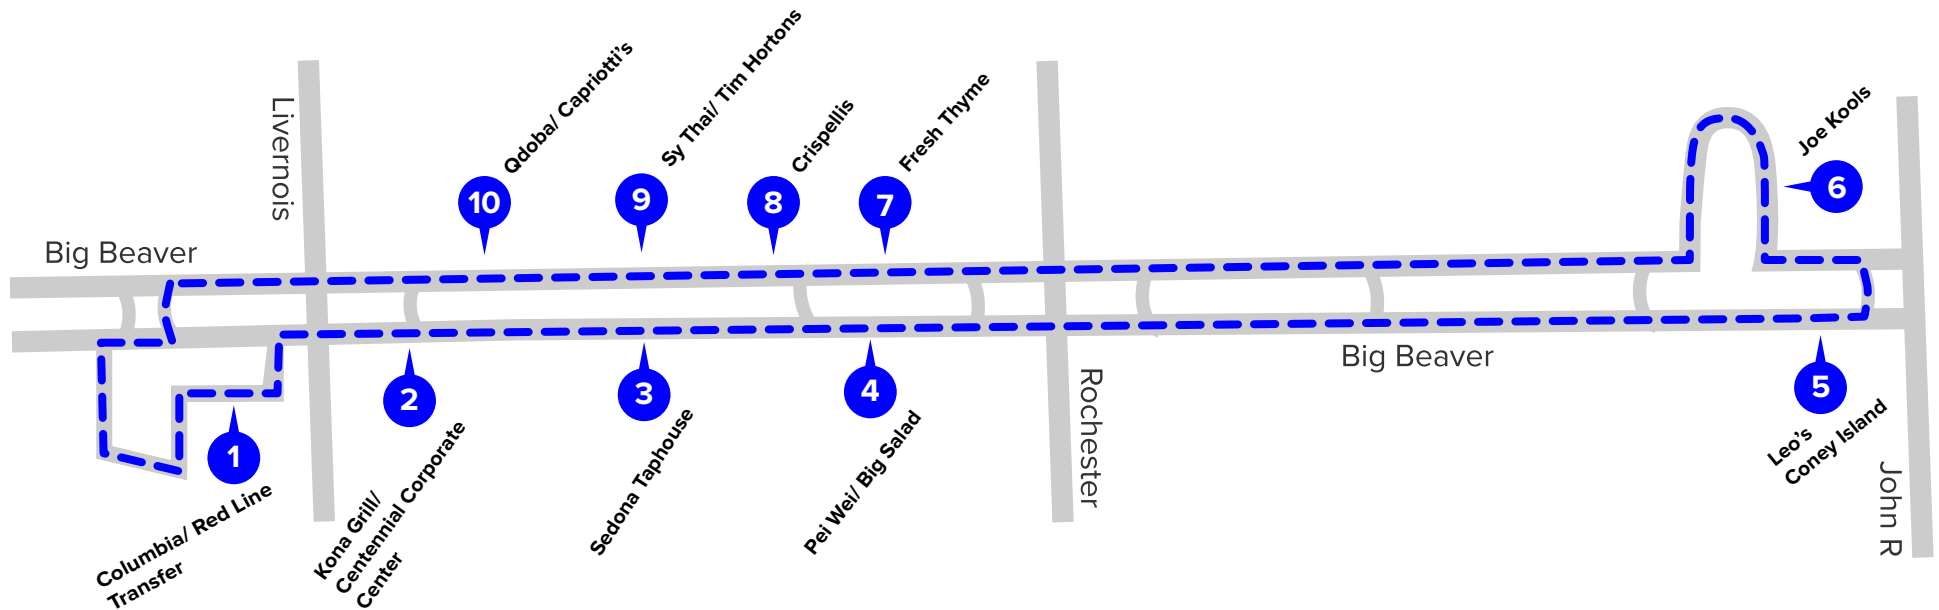 Livernois
Big Beaver
10
Qdoba/ Capriotti's
9
Sy Thai/ Tim Hortons
8
Crispellis
7
Fresh Thyme
6
Joe Kools
1
Columbia/ Red Line
Transfer
2
Kona Grill/
Centennial Corporate
Center
3
Sedona Taphouse
4
Pei Wei/ Big Salad
Rochester
Big Beaver
5
Leo's
Coney Island
John R